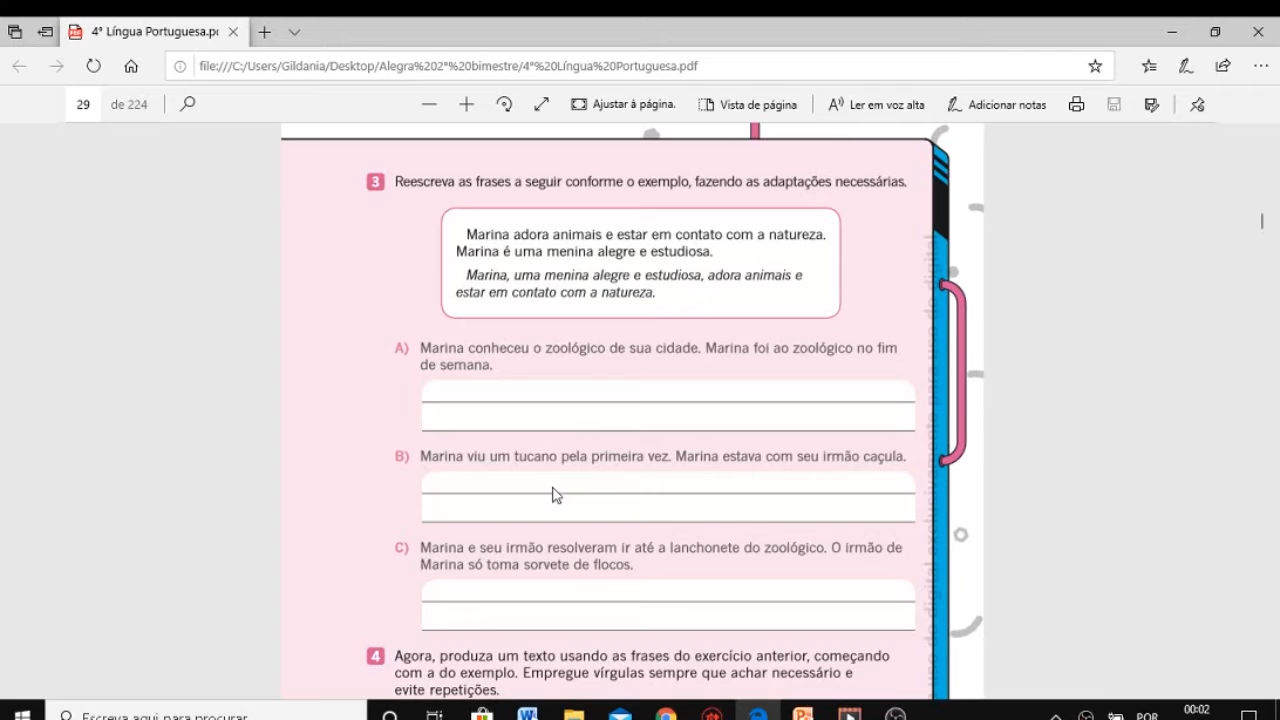 4º Língua Portuguesa.p
file:///C:/Users/Gildania/Desktop/Alegra%202°%20bimestre/4°%20Língua%20Portuguesa.pdf
29 de 224 Ajustar à página. Vista de página Ler em voz alta Adicionar notas
3 Reescreva as frases a seguir conforme o exemplo, fazendo as adaptações necessárias.
Marina adora animais e estar em contato com a natureza.
Marina é uma menina alegre e estudiosa.
Marina, uma menina alegre e estudiosa, adora animais e
estar em contato com a natureza.
A) Marina conheceu o zoológico de sua cidade. Marina foi ao zoológico no fim
de semana.
B) Marina viu um tucano pela primeira vez. Marina estava com seu irmão caçula.
C) Marina e seu irmão resolveram ir até a lanchonete do zoológico. O irmão de
Marina só toma sorvete de flocos.
4 Agora, produza um texto usando as frases do exercício anterior, começando
com a do exemplo. Empregue vírgulas sempre que achar necessário e
evite repetições.
Escreva aqui para procurar
POR
00:02